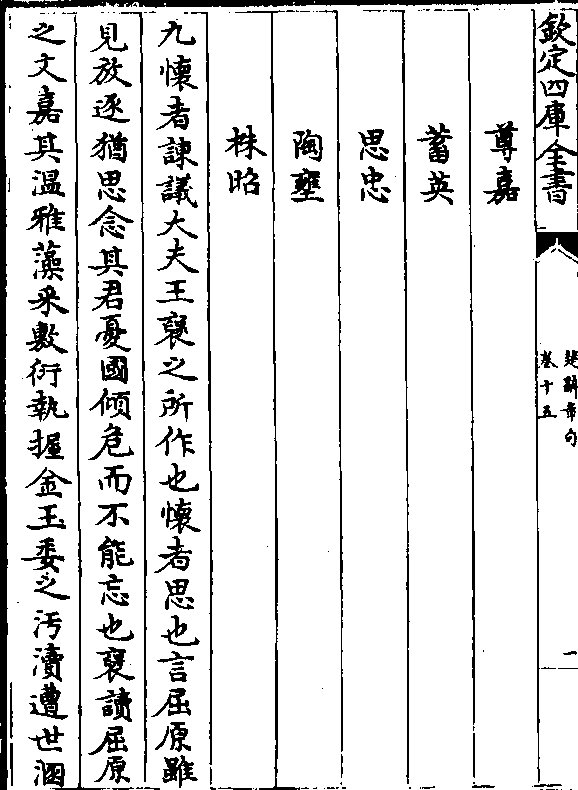 欽定四庫全書
楚辭章句
卷十五
一
尊嘉
蓄英
思忠
陶壅
株昭
九懷者諫議大夫王褒之所作也懷者思也言屈原雖
見放逐猶思念其君憂國傾危而不能忘也褒讀屈原
之文嘉其温雅藻采敷衍執握金玉委之汚瀆遭世溷